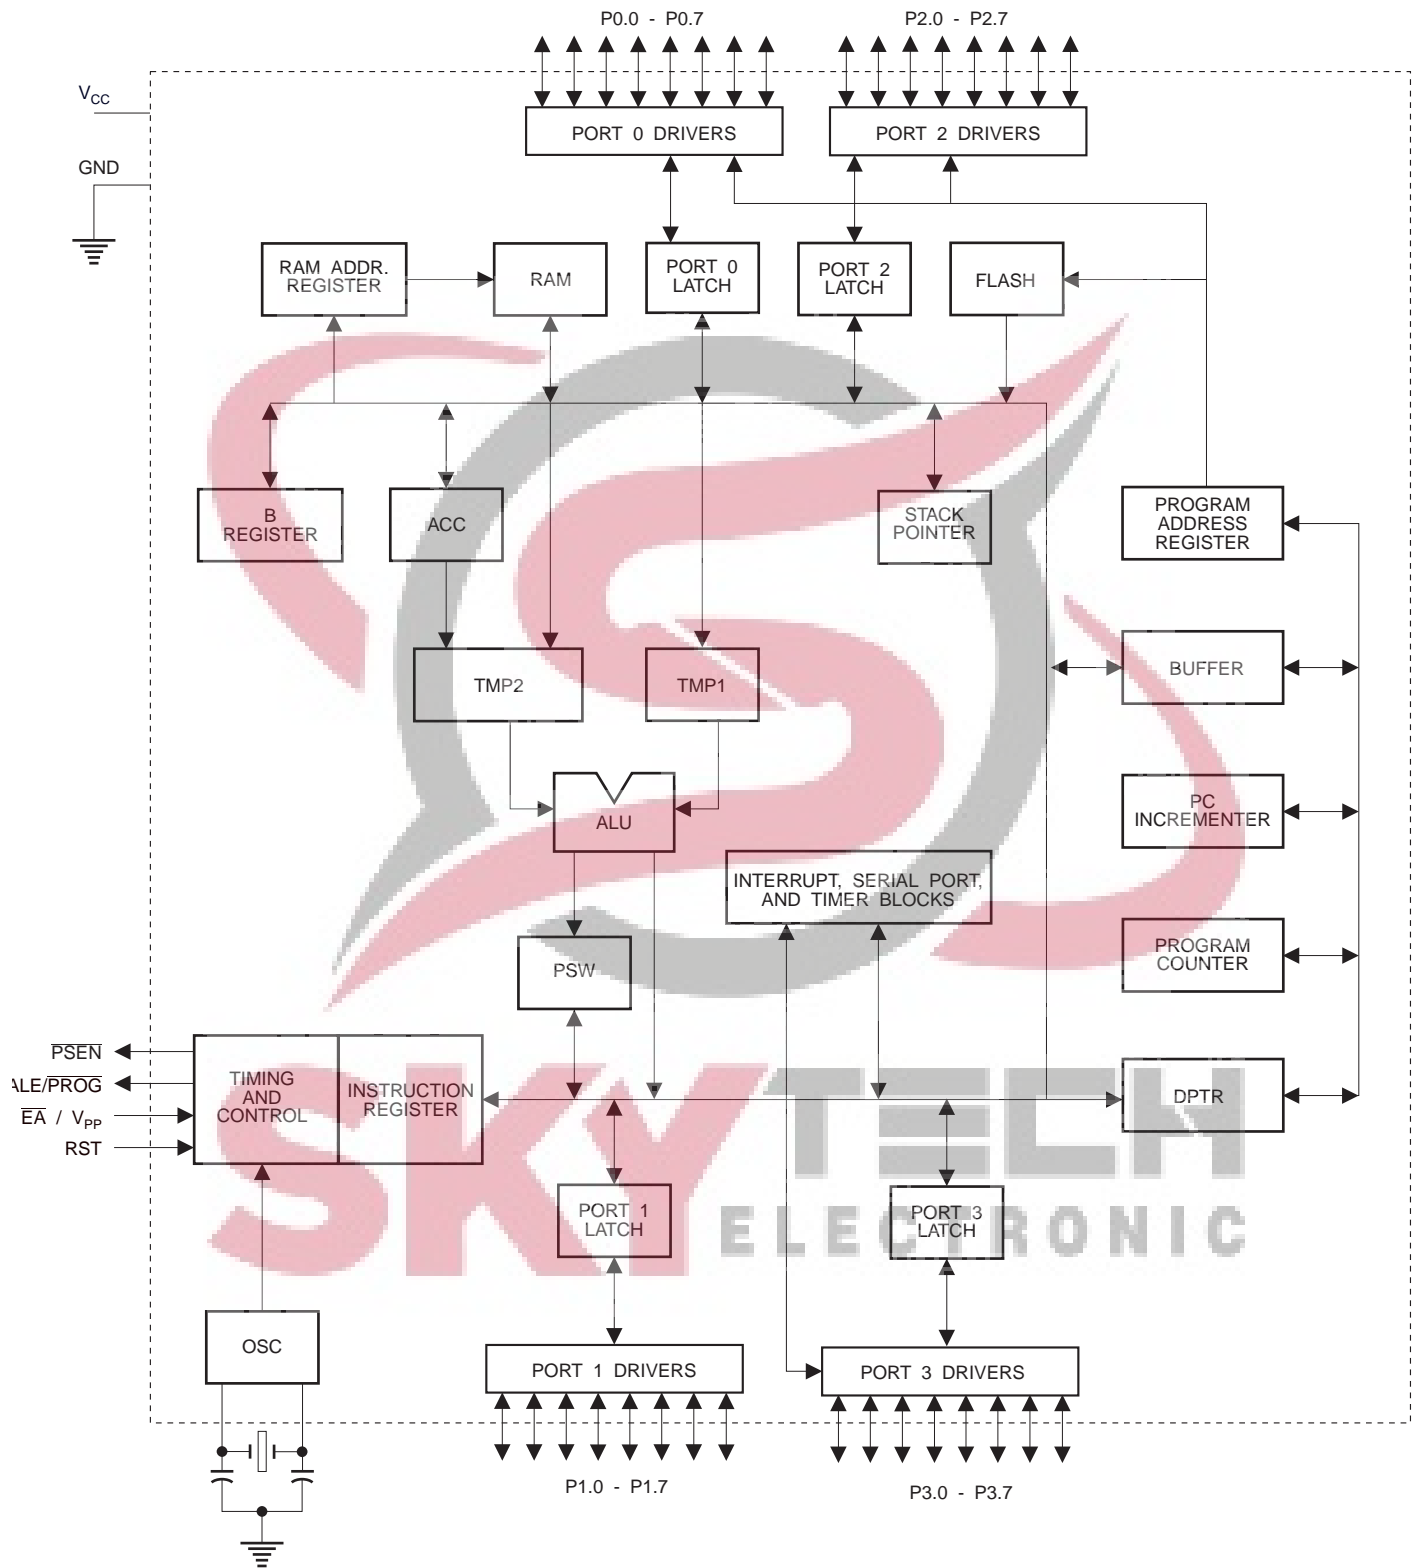 P0.0 - P0.7
P2.0 - P2.7
VCC
PORT 0 DRIVERS
PORT 2 DRIVERS
GND
RAM ADDR.
REGISTER
RAM
PORT 0
LATCH
PORT 2
LATCH
FLASH
B
REGISTER
ACC
STACK
POINTER
PROGRAM
ADDRESS
REGISTER
TMP2
TMP1
BUFFER
ALU
PC
INCREMENTER
INTERRUPT, SERIAL PORT,
AND TIMER BLOCKS
PSW
PROGRAM
COUNTER
PSEN
ALE/PROG
EA / VPP
RST
TIMING
AND
CONTROL
INSTRUCTION
REGISTER
DPTR
SKYTECH
ELECTRONIC
PORT 1
LATCH
PORT 3
LATCH
OSC
PORT 1 DRIVERS
PORT 3 DRIVERS
P1.0 - P1.7
P3.0 - P3.7